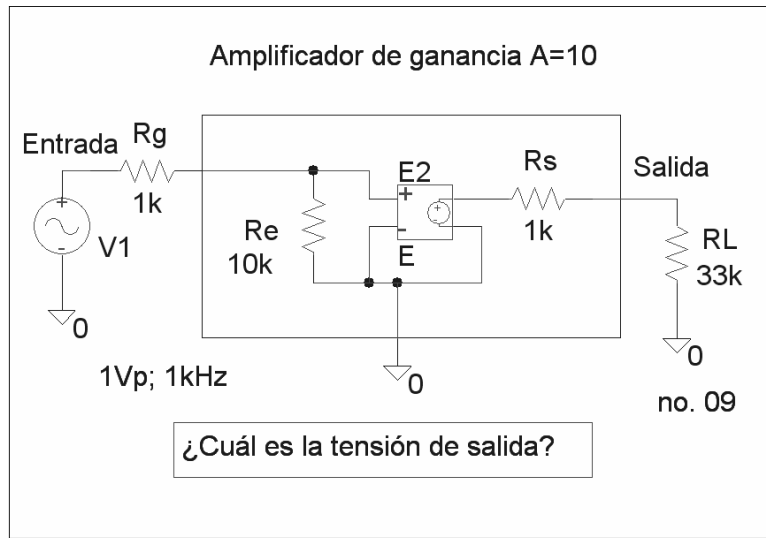 Amplificador de ganancia A=10
Entrada
Rg
1k
V1
0
Re
10k
E2
+
-
E
Rs
1k
Salida
RL
33k
0
0
1Vp; 1kHz
no. 09
¿Cuál es la tensión de salida?